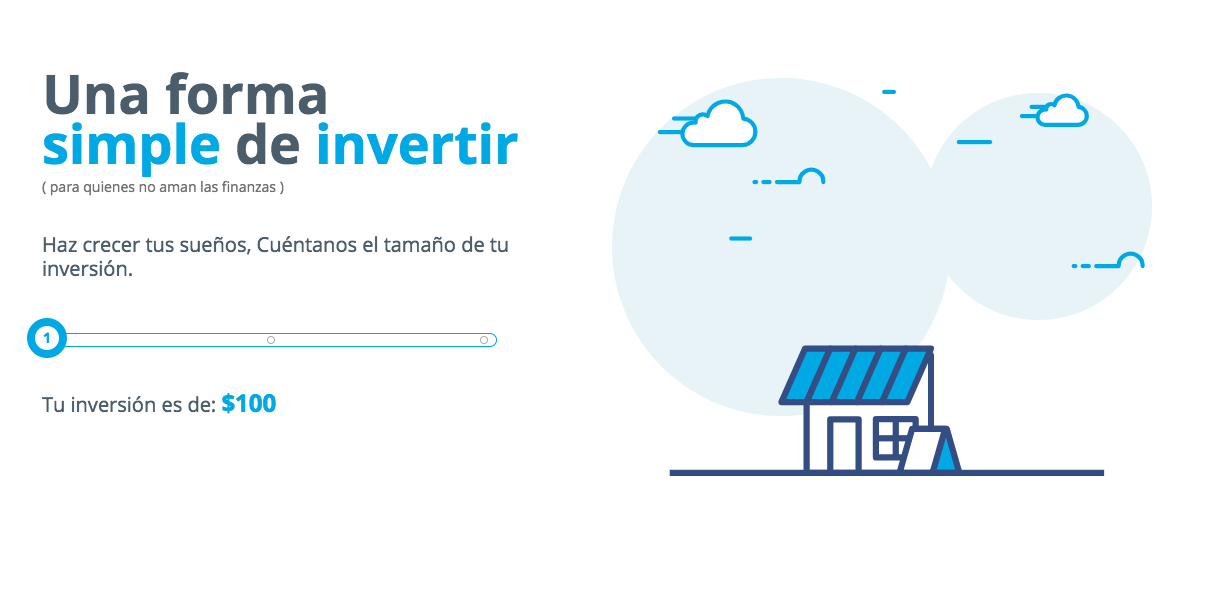 Una forma
simple de invertir
( para quienes no aman las finanzas )
Haz crecer tus sueños, Cuéntanos el tamaño de tu
inversión.
1
Tu inversión es de: $100